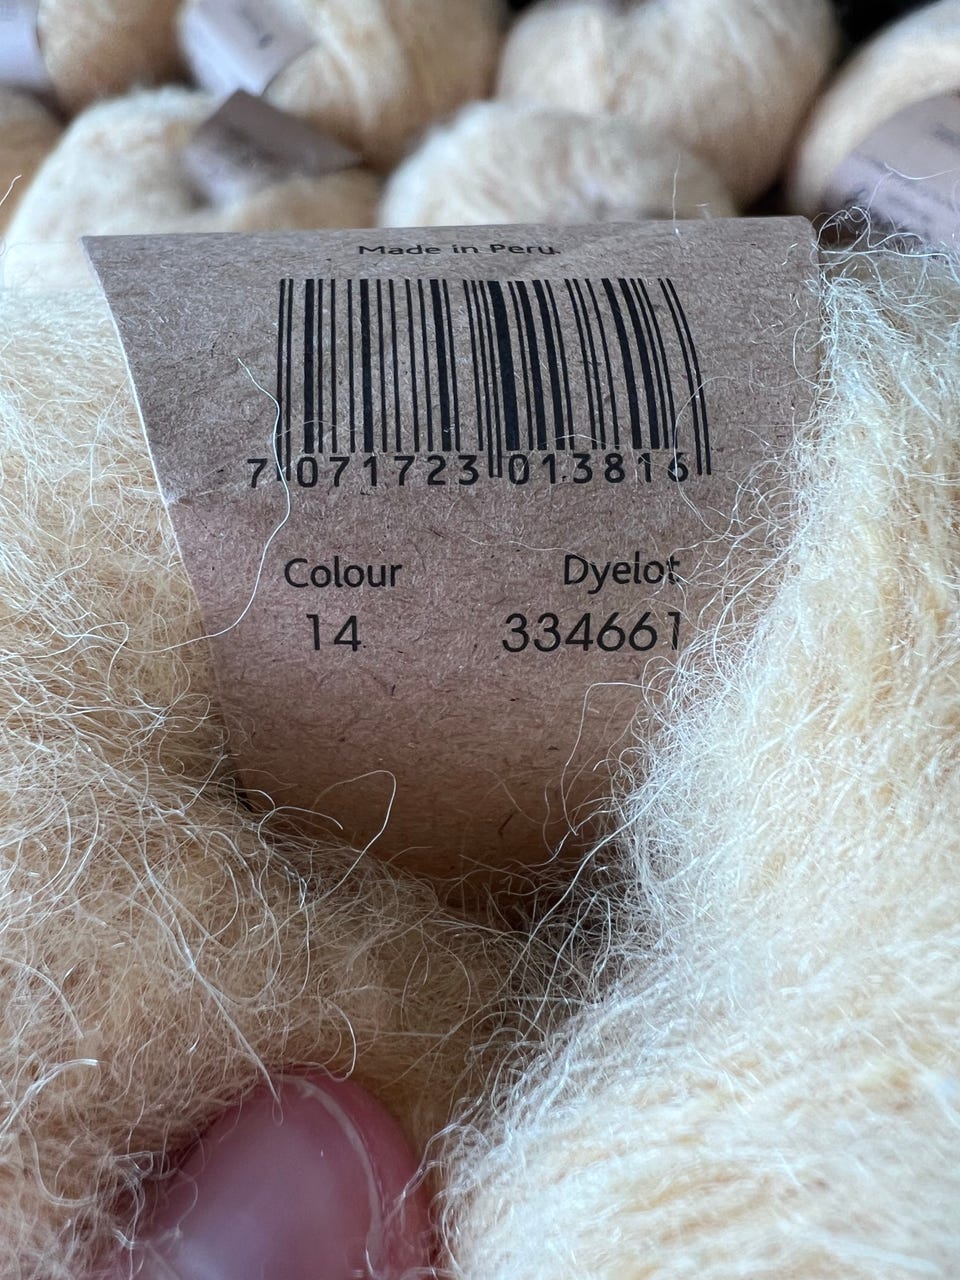 Made in Peru.
7 071723 013816
Colour Dyelot
14 334661